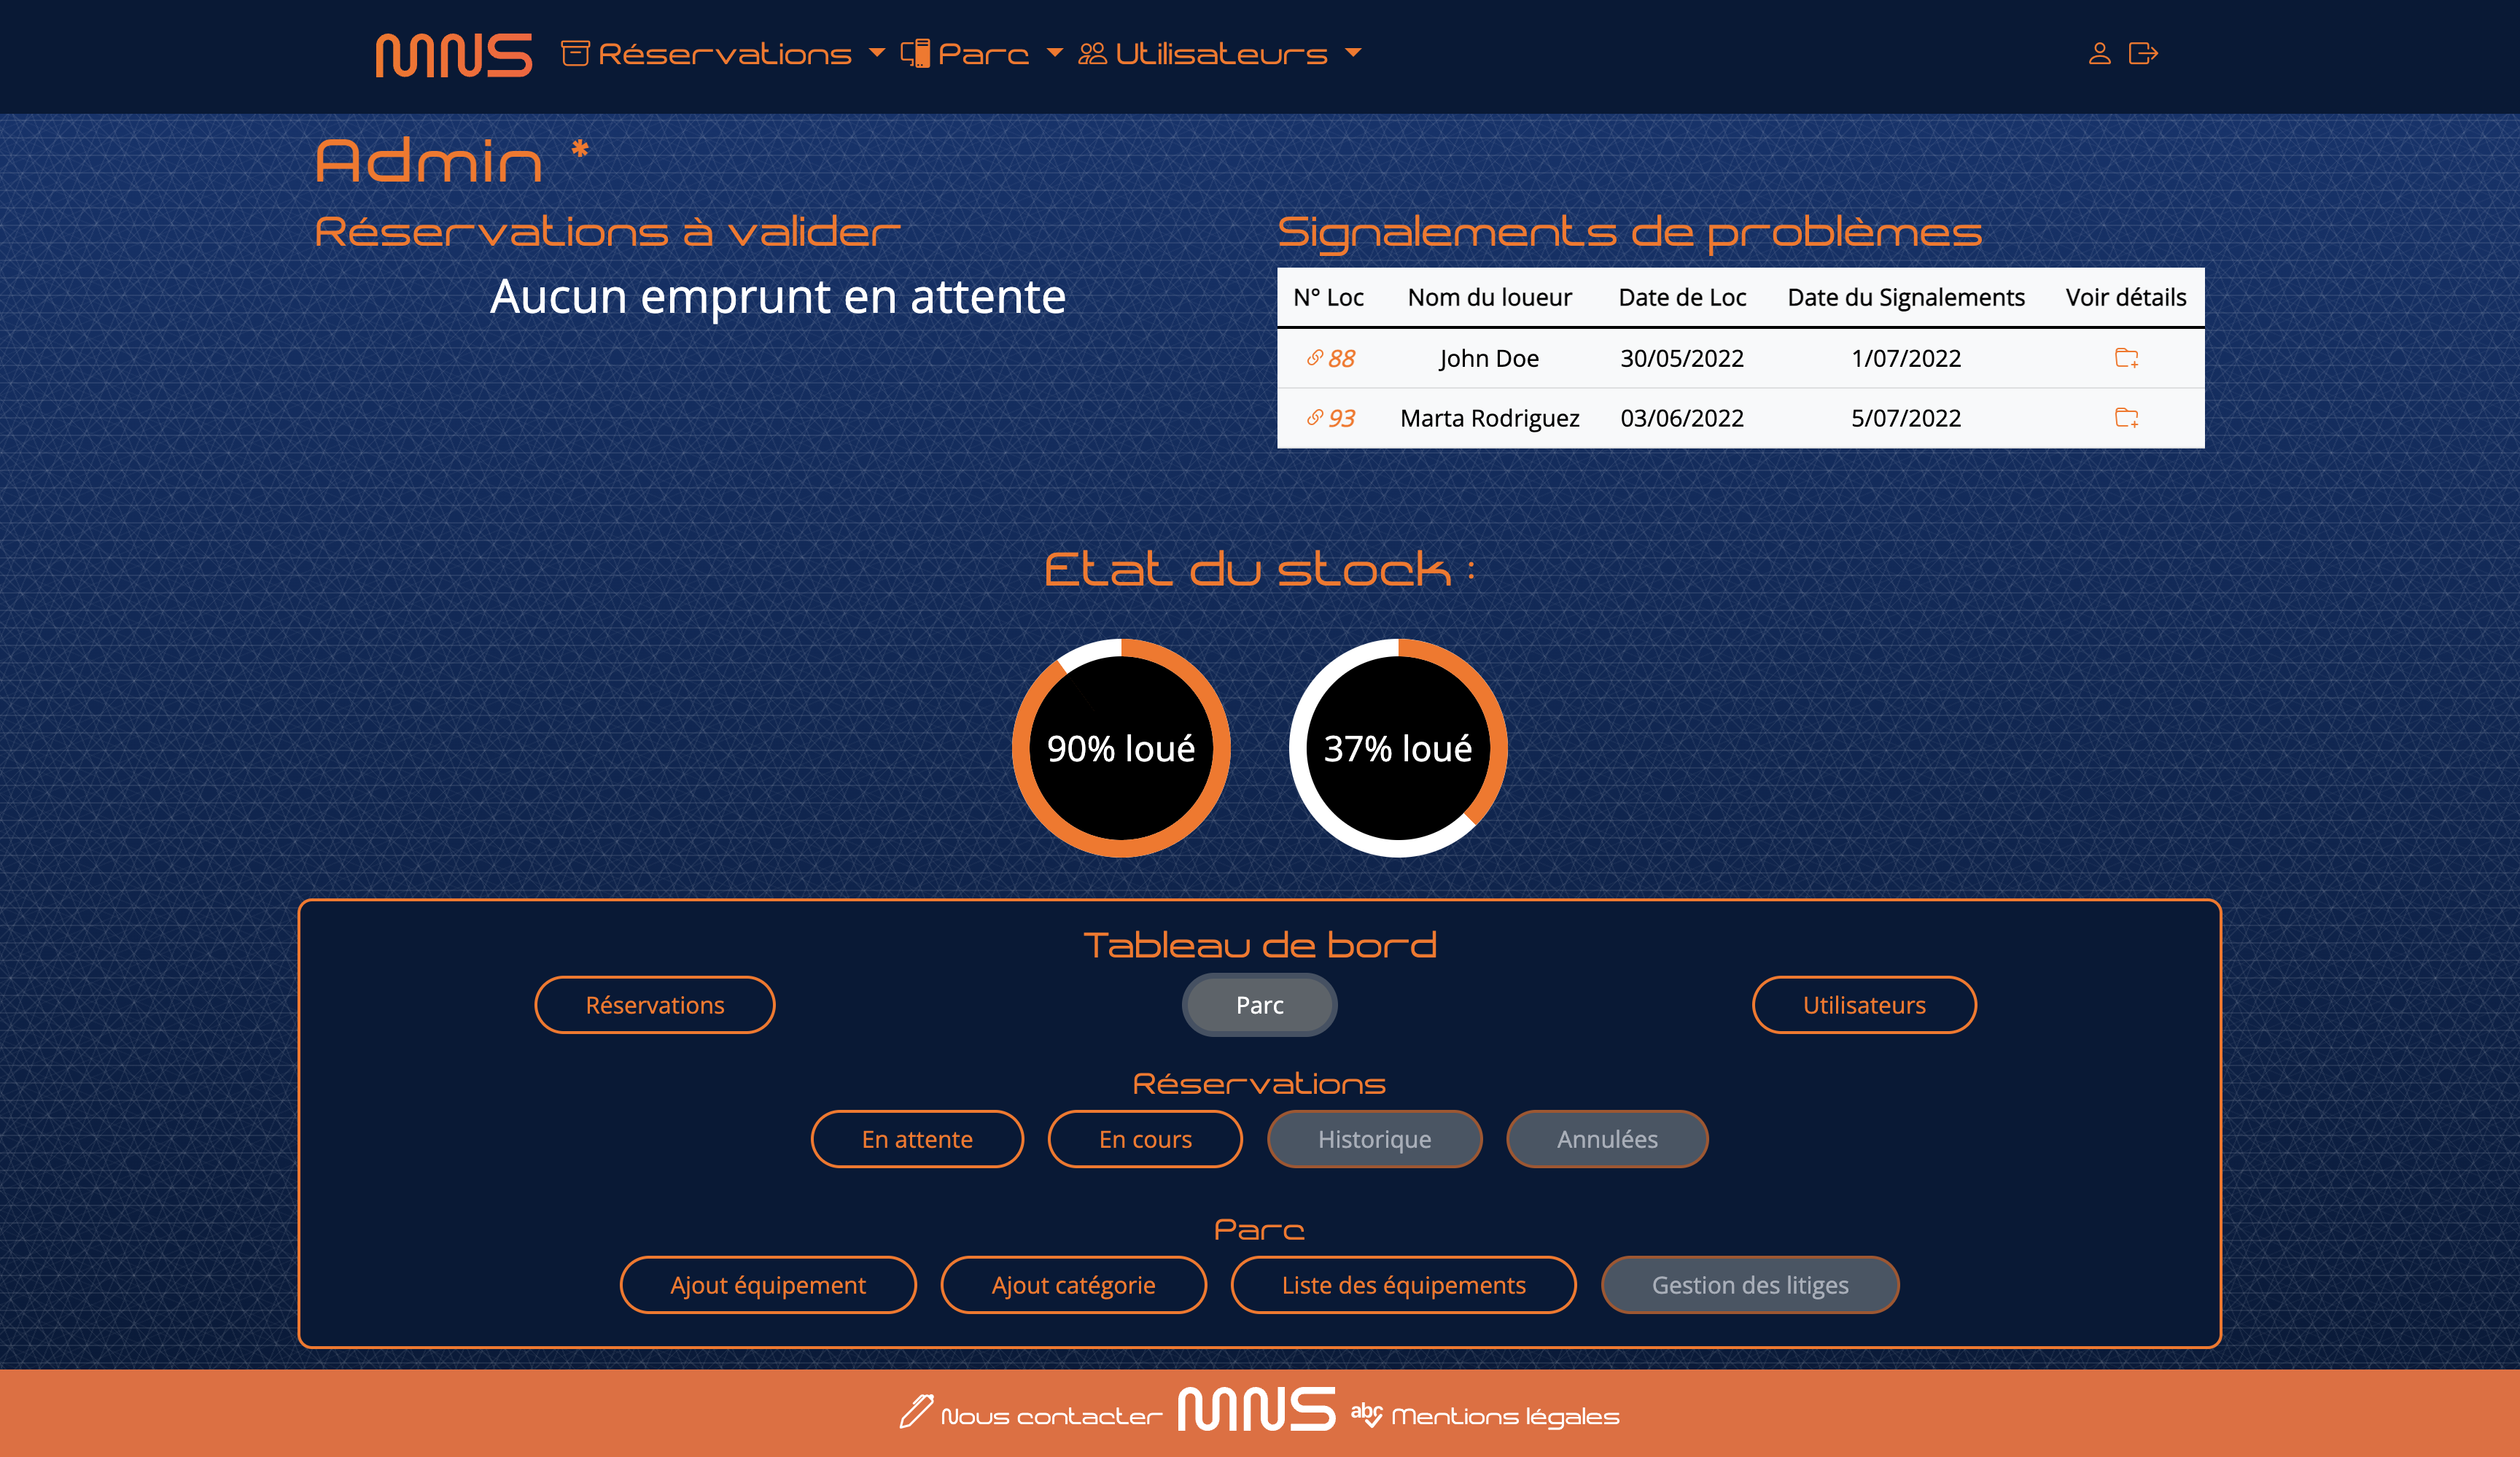 MNS Réservations Parc Utilisateurs
Admin *
Réservations à valider
Aucun emprunt en attente
Signalements de problèmes
N° Loc Nom du loueur Date de Loc Date du Signalements Voir détails
88 John Doe 30/05/2022 1/07/2022
93 Marta Rodriguez 03/06/2022 5/07/2022
Etat du stock :
90% loué 37% loué
Tableau de bord
Réservations Parc Utilisateurs
Réservations
En attente En cours Historique Annulées
Parc
Ajout équipement Ajout catégorie Liste des équipements Gestion des litiges
Nous contacter MNS abc Mentions légales